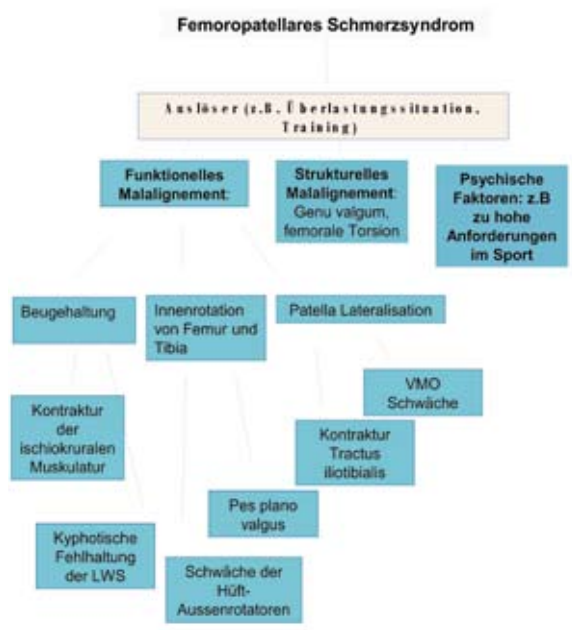 Femoropatellares Schmerzsyndrom
Auslöser (z.B. Überlastungssituation,
Training)
Funktionelles
Malalignement:
Strukturelles
Malalignement:
Genu valgum,
femorale Torsion
Psychische
Faktoren: z.B
zu hohe
Anforderungen
im Sport
Beugehaltung
Innenrotation
von Femur und
Tibia
Patella Lateralisation
VMO
Schwäche
Kontraktur
der
ischiokruralen
Muskulatur
Kontraktur
Tractus
iliotibialis
Pes plano
valgus
Kyphotische
Fehlhaltung
der LWS
Schwäche der
Hüft-
Aussenrotatoren